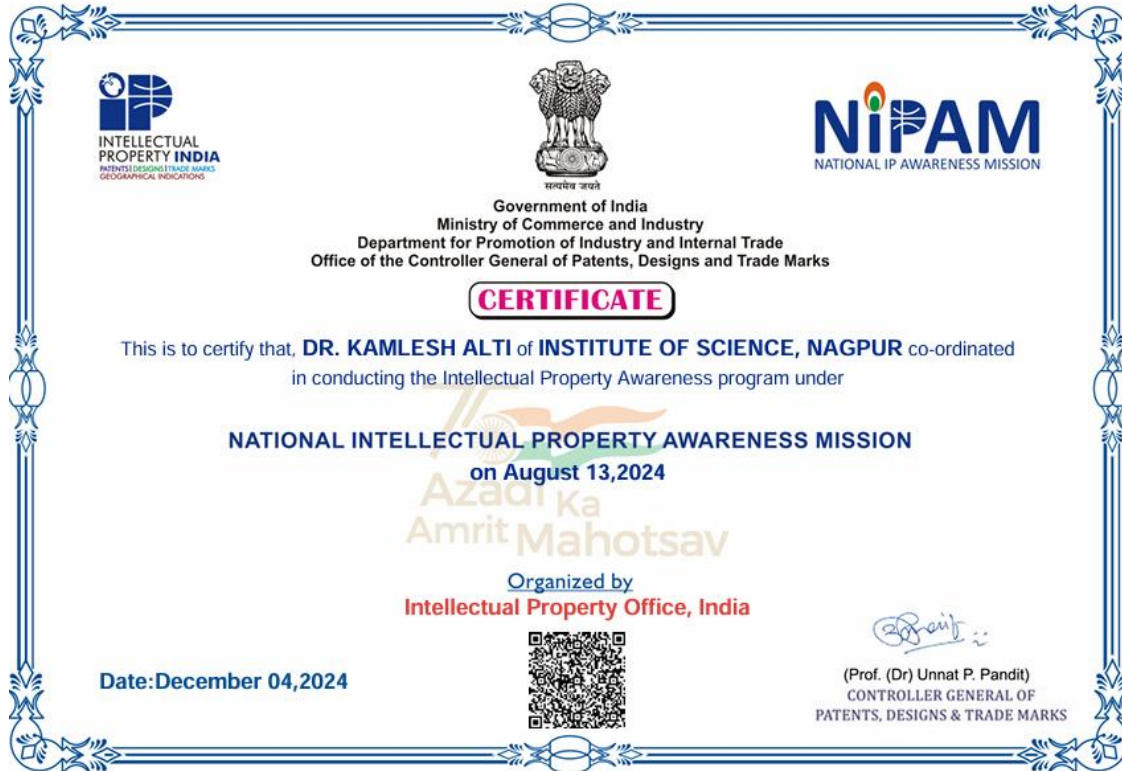 INTELLECTUAL
PROPERTY INDIA
PATENTS | DESIGNS | TRADE MARKS
GEOGRAPHICAL INDICATIONS
सत्यमेव जयते
NiPAM
NATIONAL IP AWARENESS MISSION
Government of India
Ministry of Commerce and Industry
Department for Promotion of Industry and Internal Trade
Office of the Controller General of Patents, Designs and Trade Marks
CERTIFICATE
This is to certify that, DR. KAMLESH ALTI of INSTITUTE OF SCIENCE, NAGPUR co-ordinated
in conducting the Intellectual Property Awareness program under
NATIONAL INTELLECTUAL PROPERTY AWARENESS MISSION
on August 13,2024
75
Azadi Ka
Amrit Mahotsav
Organized by
Intellectual Property Office, India
Date:December 04,2024
(Prof. (Dr) Unnat P. Pandit)
CONTROLLER GENERAL OF
PATENTS, DESIGNS & TRADE MARKS